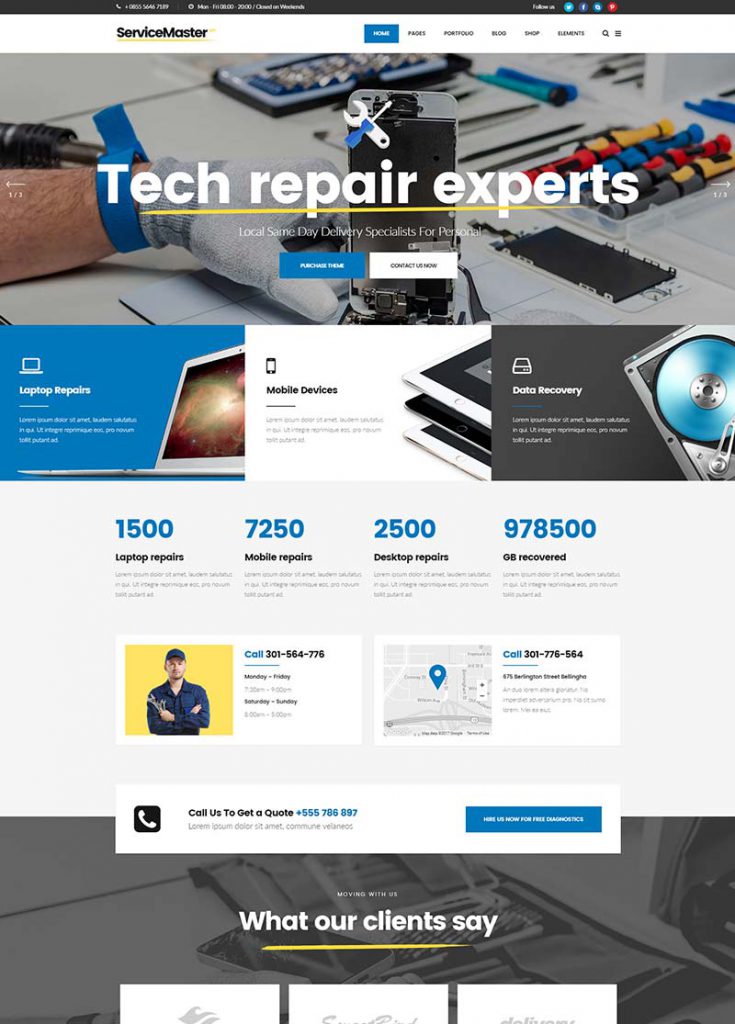 + 0855 5646 7189
Mon - Fri 08:00 - 20:00 / Closed on Weekends
Follow us
ServiceMaster
HOME
PAGES
PORTFOLIO
BLOG
SHOP
ELEMENTS
Tech repair experts
1 / 3
1 / 3
Local Same Day Delivery Specialists For Personal
PURCHASE THEME
CONTACT US NOW
Laptop Repairs
Lorem ipsum dolor sit amet, laudem salutatus
in qui. Ut integre reprimique eos, pro novum
tollit putant ad.
Mobile Devices
Lorem ipsum dolor sit amet, laudem salutatus
in qui. Ut integre reprimique eos, pro novum
tollit putant ad.
Data Recovery
Lorem ipsum dolor sit amet, laudem salutatus
in qui. Ut integre reprimique eos, pro novum
tollit putant ad.
1500
Laptop repairs
Lorem ipsum dolor sit amet, laudem salutatus
in qui. Ut integre reprimique eos, pro novum
tollit putant ad.
7250
Mobile repairs
Lorem ipsum dolor sit amet, laudem salutatus
in qui. Ut integre reprimique eos, pro novum
tollit putant ad.
2500
Desktop repairs
Lorem ipsum dolor sit amet, laudem salutatus
in qui. Ut integre reprimique eos, pro novum
tollit putant ad.
978500
GB recovered
Lorem ipsum dolor sit amet, laudem salutatus
in qui. Ut integre reprimique eos, pro novum
tollit putant ad.
Call 301-564-776
Monday – Friday
7:30am – 9:00pm
Saturday – Sunday
8:00am – 5:00pm
Map data ©2017 Google
Terms of Use
Call 301-776-564
675 Berlington Street Bellingha
An duo lorem altera gloriatur. No
imperdiet adipiscing pro. Na sit sumo
lorem. Mei ea exsui.
Call Us To Get a Quote +555 786 897
Lorem ipsum dolor sit amet, commune velaneos
HIRE US NOW FOR FREE DIAGNOSTICS
MOVING WITH US
What our clients say
delivery